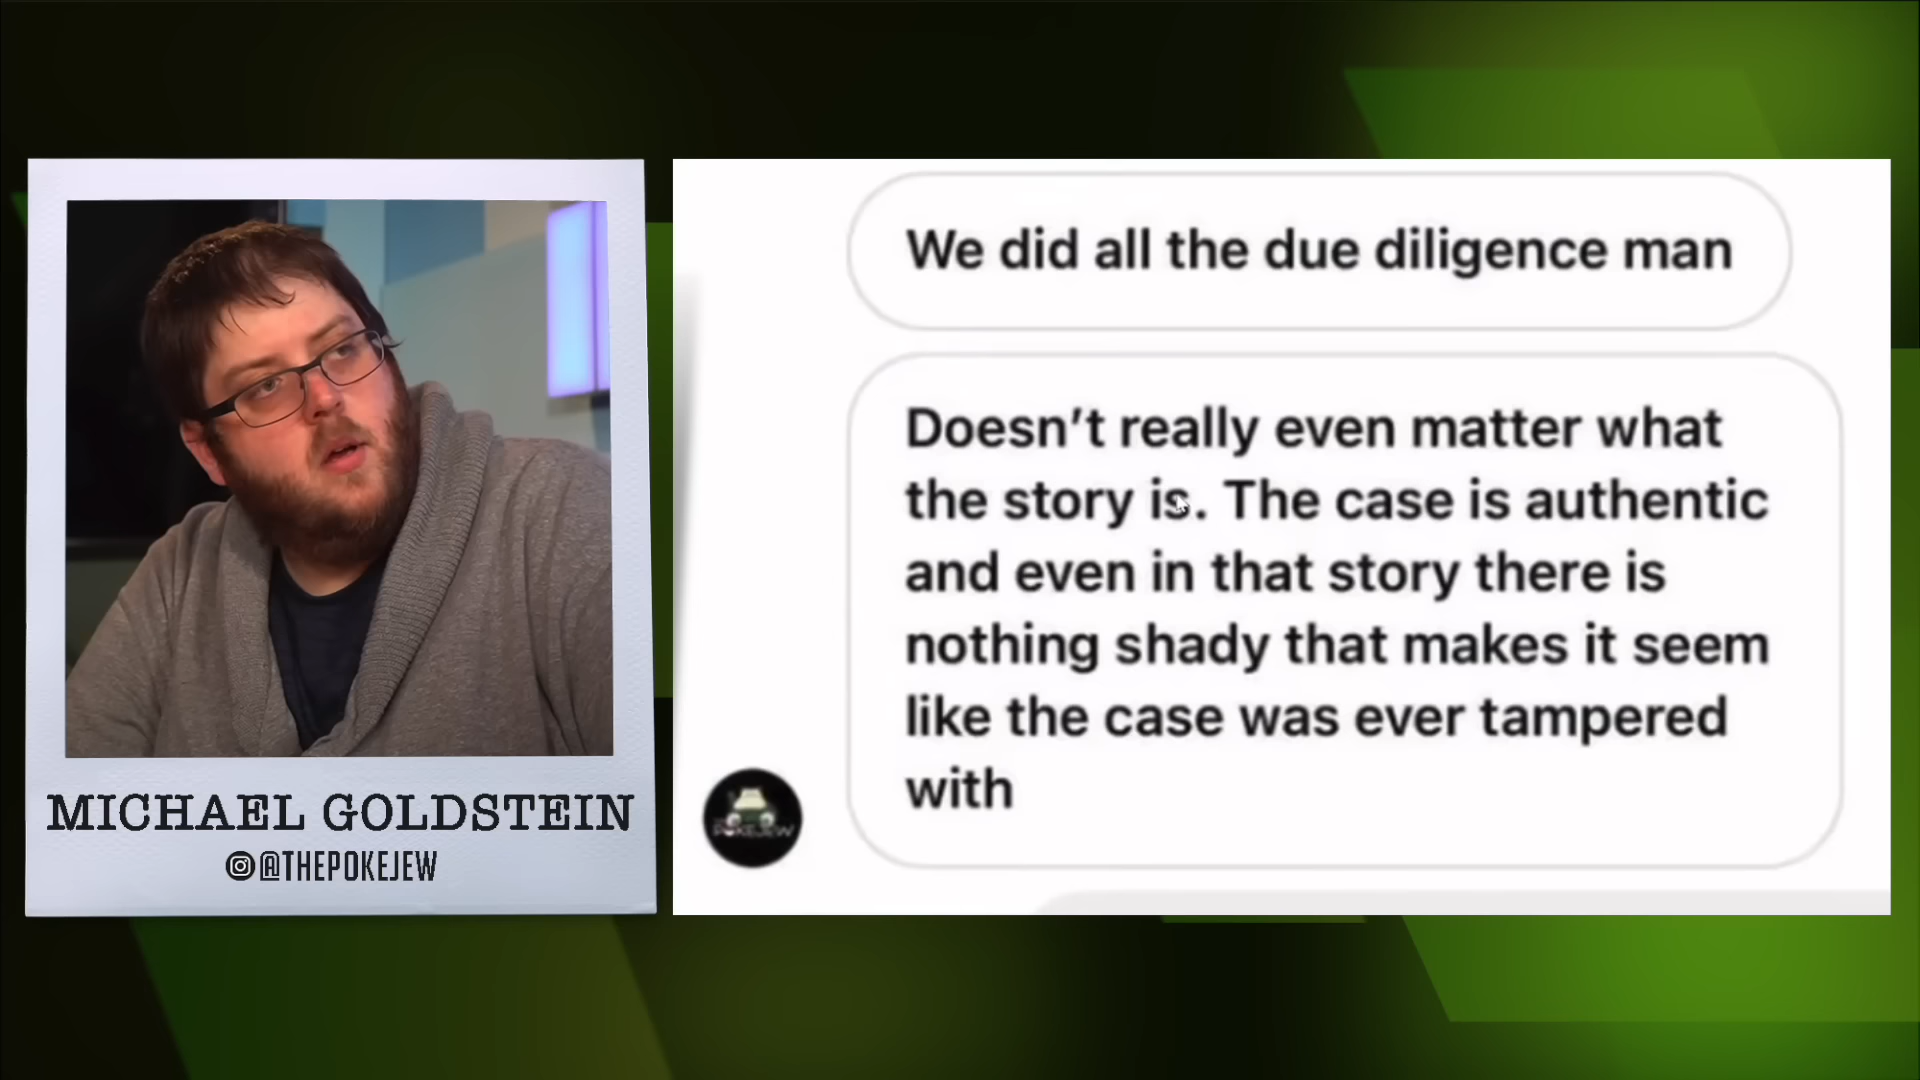 We did all the due diligence man
Doesn't really even matter what
the story is. The case is authentic
and even in that story there is
nothing shady that makes it seem
like the case was ever tampered
with
POKEJEW
MICHAEL GOLDSTEIN
@THEPOKEJEW